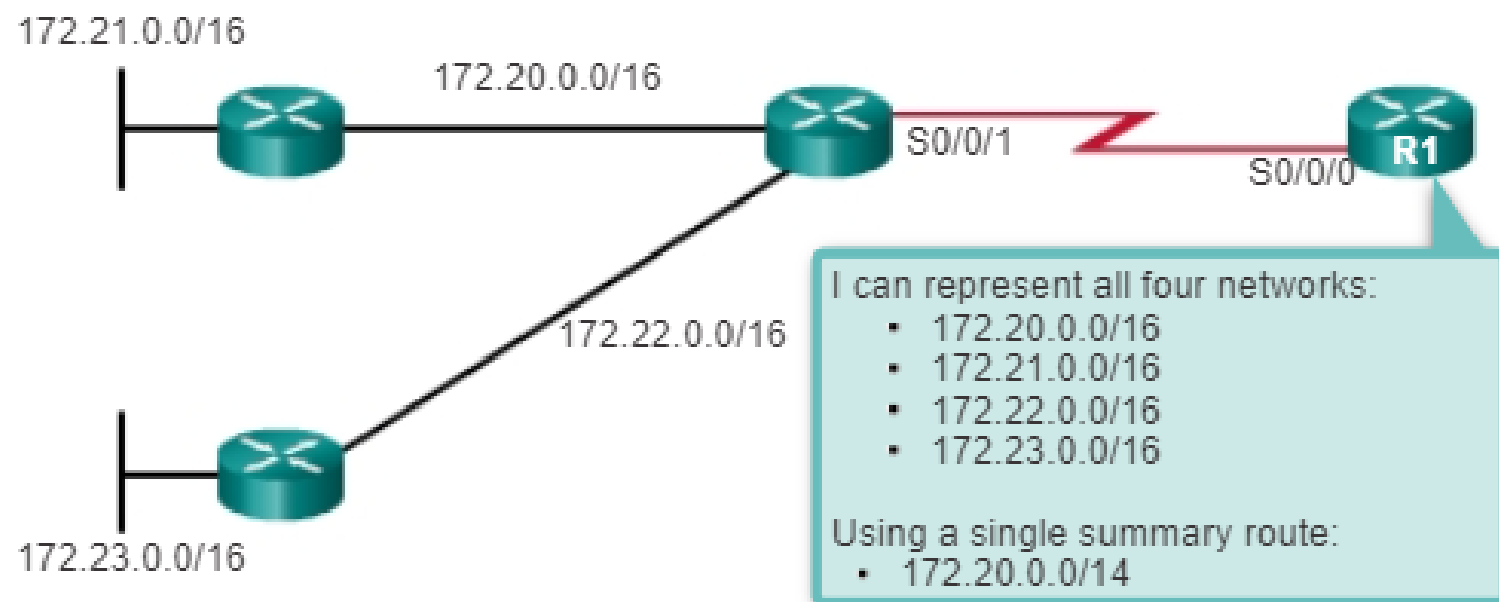 172.21.0.0/16
172.20.0.0/16
S0/0/1
S0/0/0
R1
172.22.0.0/16
172.23.0.0/16
I can represent all four networks:
▪ 172.20.0.0/16
▪ 172.21.0.0/16
▪ 172.22.0.0/16
▪ 172.23.0.0/16
Using a single summary route:
▪ 172.20.0.0/14